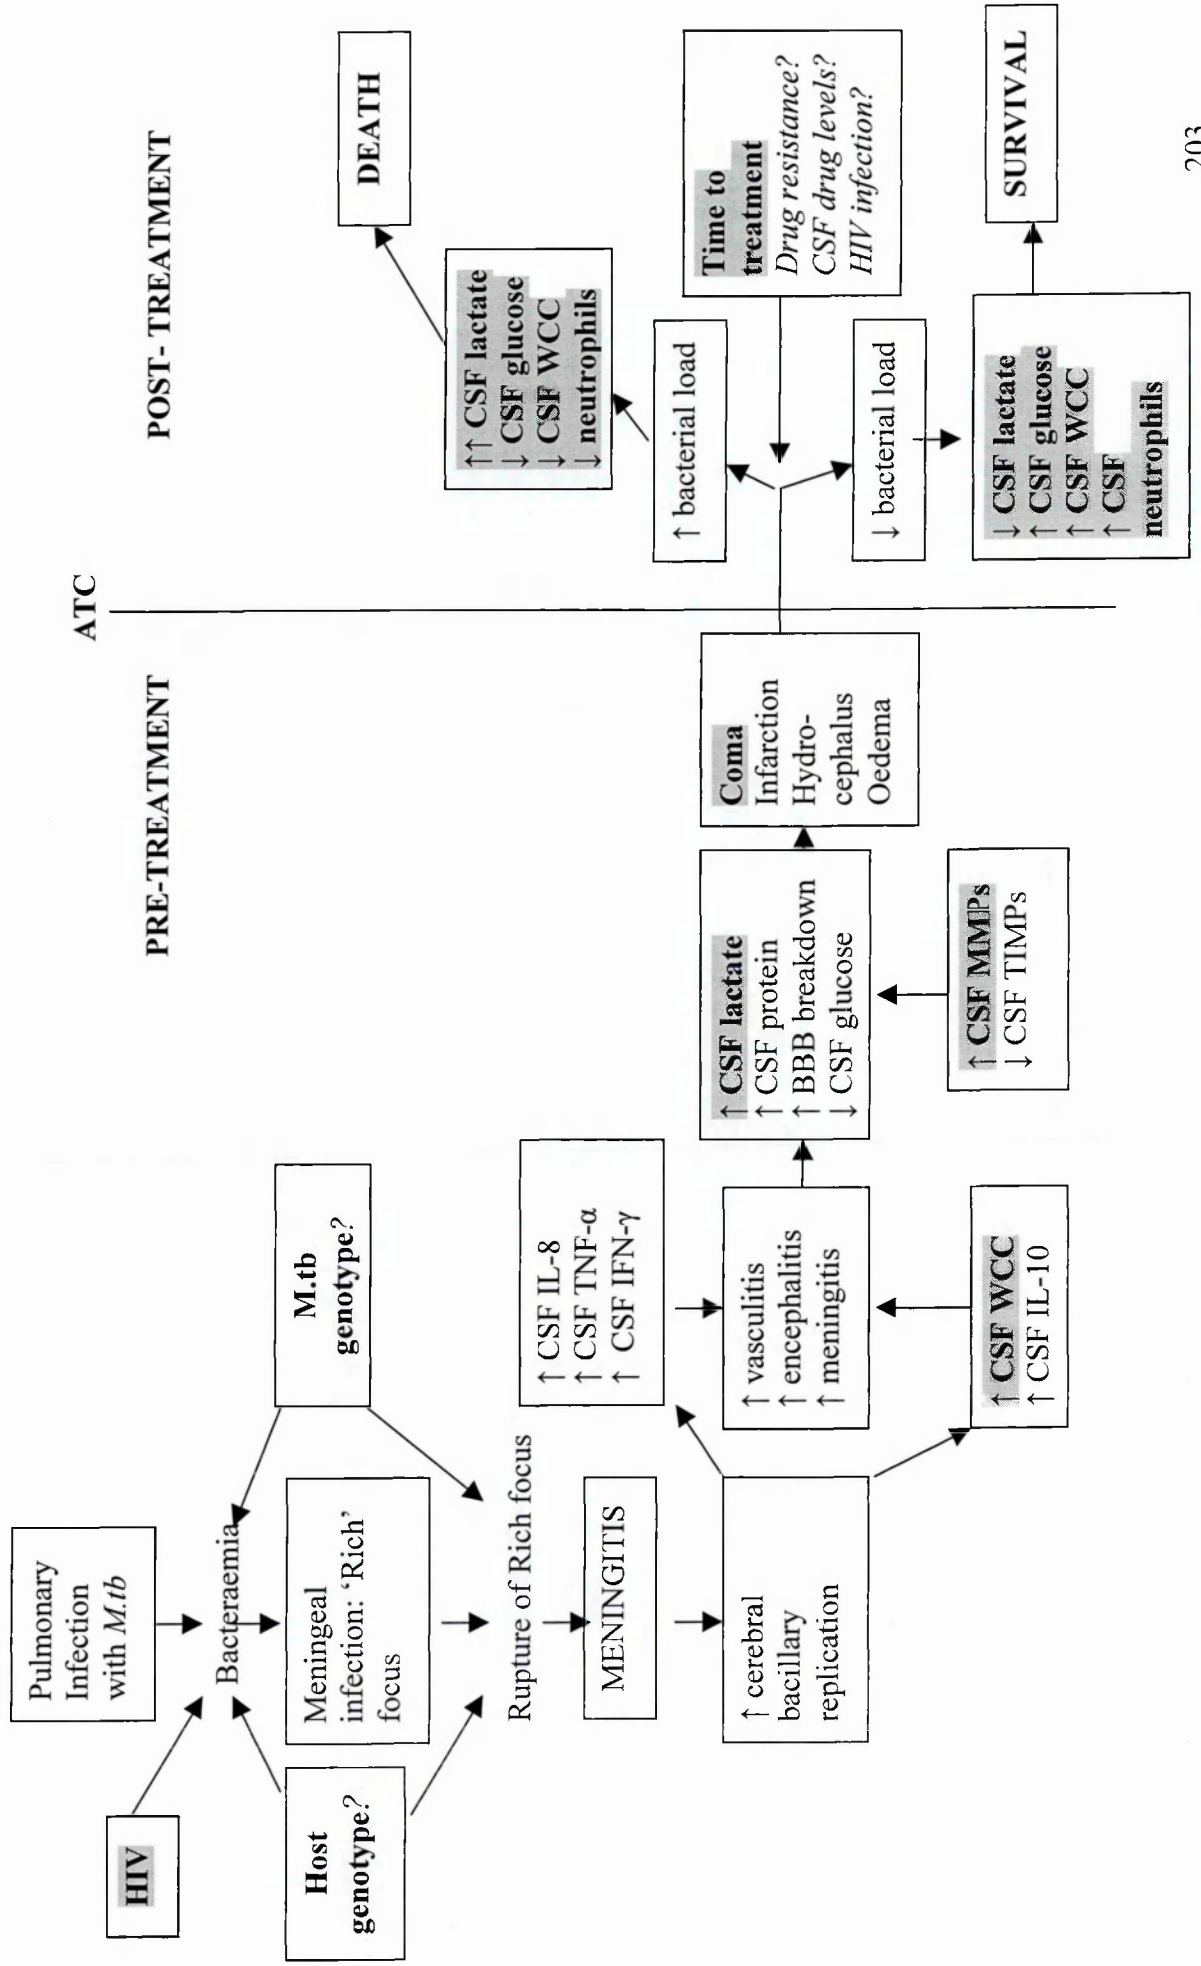 PRE-TREATMENT
ATC
POST- TREATMENT
Pulmonary
Infection
with M.tb
HIV
Bacteraemia
Host
genotype?
Meningeal
infection: ‘Rich’
focus
M.tb
genotype?
Rupture of Rich focus
MENINGITIS
↑ cerebral
bacillary
replication
↑ CSF IL-8
↑ CSF TNF-α
↑ CSF IFN-γ
↑ vasculitis
↑ encephalitis
↑ meningitis
↑ CSF WCC
↑ CSF IL-10
↑ CSF lactate
↑ CSF protein
↑ BBB breakdown
↓ CSF glucose
↑ CSF MMPs
↓ CSF TIMPs
Coma
Infarction
Hydro-
cephalus
Oedema
↑ bacterial load
↑↑ CSF lactate
↓ CSF glucose
↓ CSF WCC
↓ neutrophils
DEATH
Time to
treatment
Drug resistance?
CSF drug levels?
HIV infection?
↓ bacterial load
↓ CSF lactate
↑ CSF glucose
↑ CSF WCC
↑ CSF
neutrophils
SURVIVAL
203